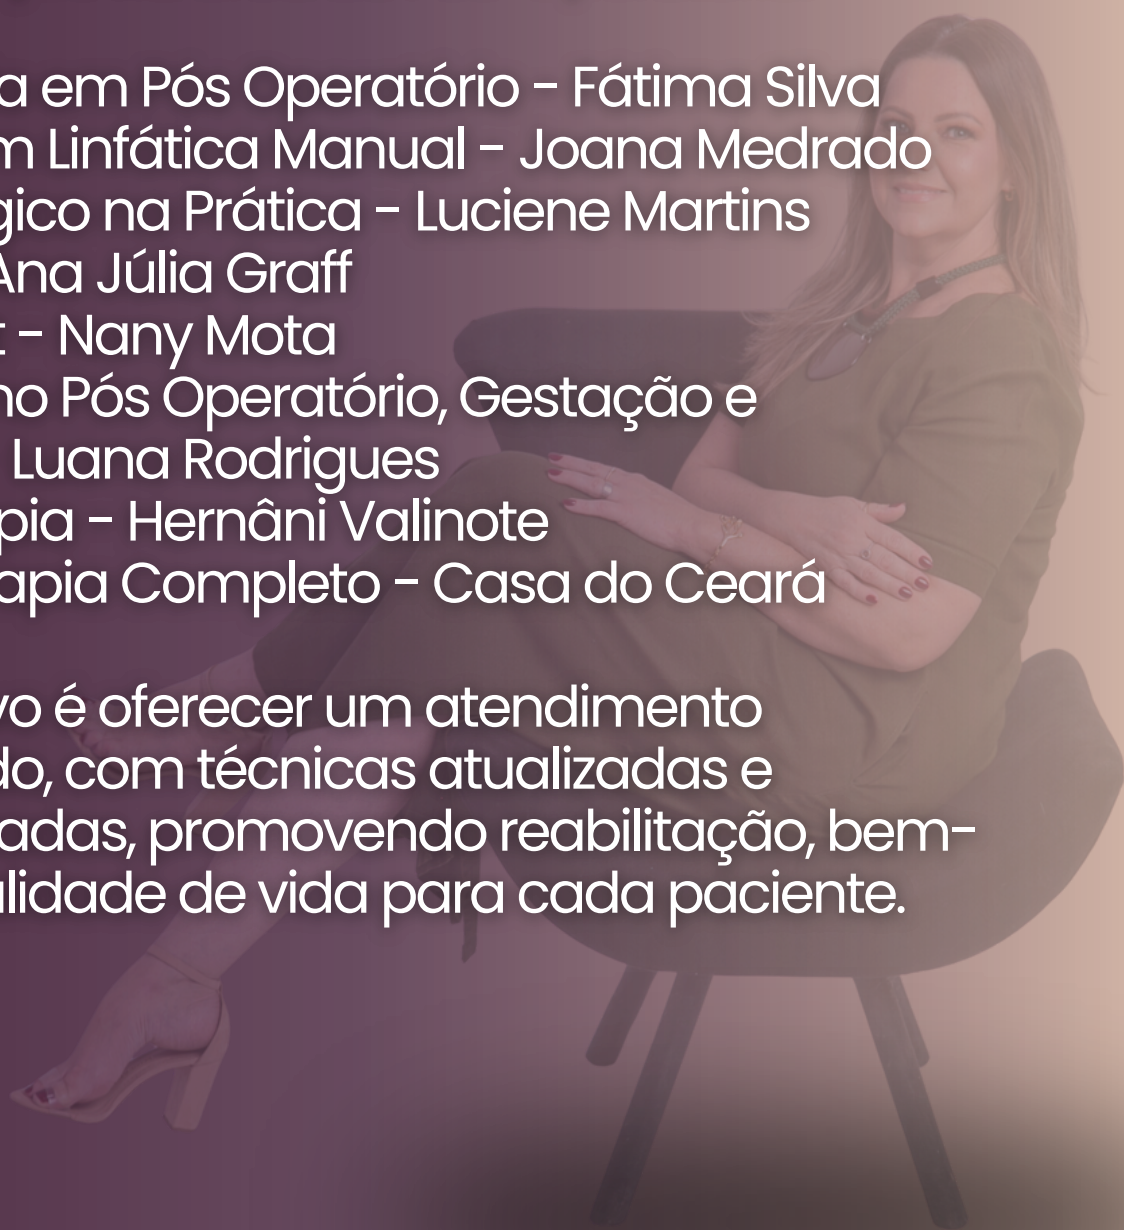 a em Pós Operatório - Fátima Silva
m Linfática Manual - Joana Medrado
gico na Prática - Luciene Martins
Ana Júlia Graff
t - Nany Mota
no Pós Operatório, Gestação e
Luana Rodrigues
pia - Hernâni Valinote
apia Completo - Casa do Ceará
vo é oferecer um atendimento
do, com técnicas atualizadas e
adas, promovendo reabilitação, bem-
alidade de vida para cada paciente.